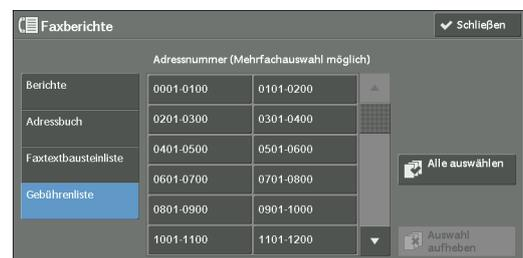 Faxberichte
Schließen
Adressnummer (Mehrfachauswahl möglich)
Berichte
Adressbuch
Faxtextbausteinliste
Gebührenliste
0001-0100 0101-0200
0201-0300 0301-0400
0401-0500 0501-0600
0601-0700 0701-0800
0801-0900 0901-1000
1001-1100 1101-1200
Alle auswählen
Auswahl
aufheben